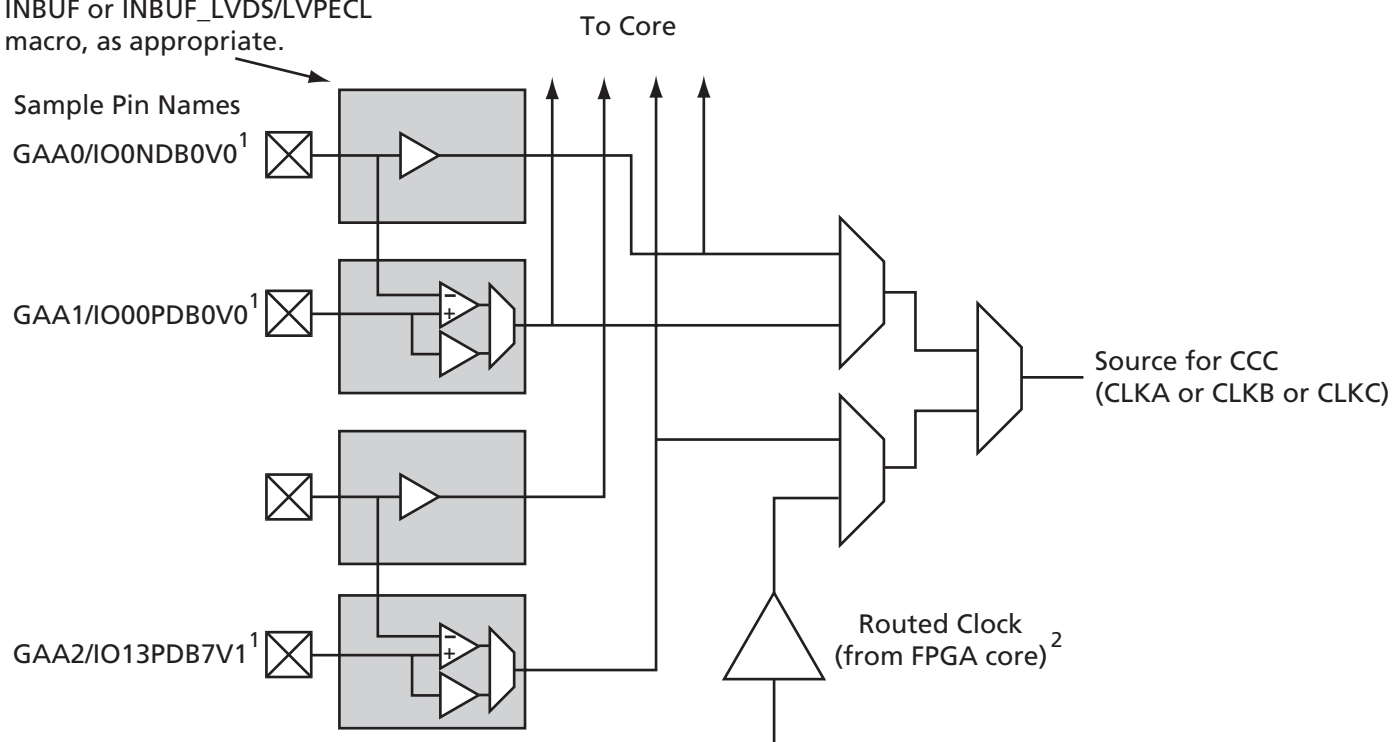 INBUF or INBUF_LVDS/LVPECL
macro, as appropriate.
To Core
Sample Pin Names
GAA0/IO0NDB0V0¹
GAA1/IO00PDB0V0¹
Source for CCC
(CLKA or CLKB or CLKC)
GAA2/IO13PDB7V1¹
Routed Clock
(from FPGA core)²
−
+
−
+